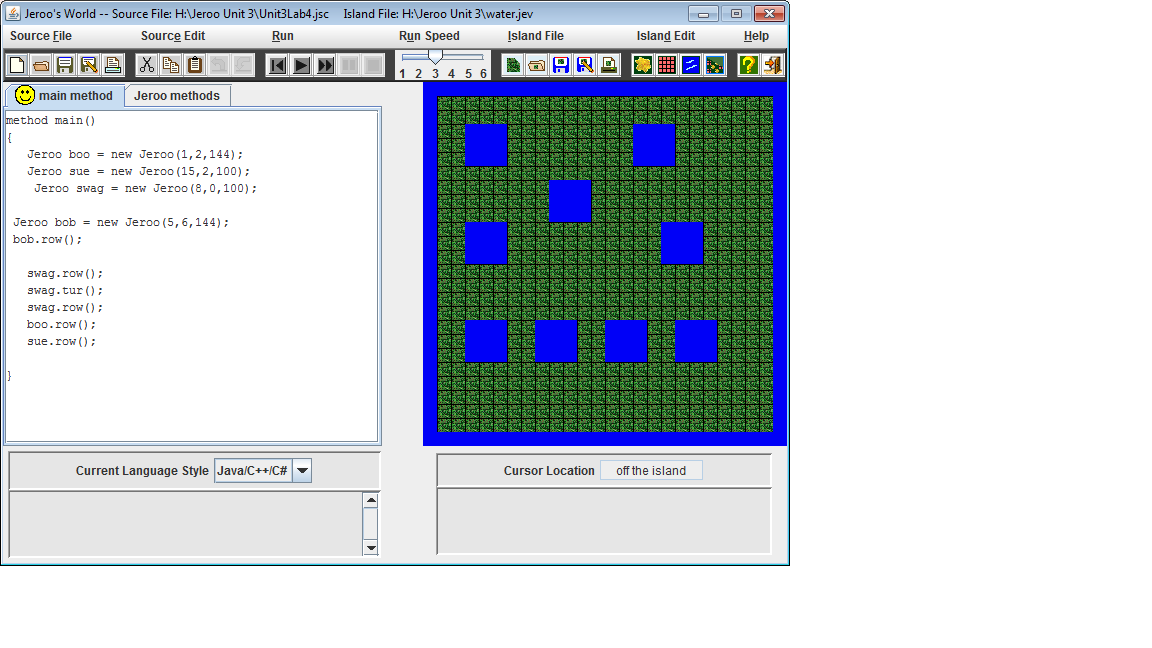 Jeroo's World -- Source File: H:\Jeroo Unit 3\Unit3Lab4.jsc     Island File: H:\Jeroo Unit 3\water.jev
Source File   Source Edit   Run   Run Speed   Island File   Island Edit   Help
1 2 3 4 5 6
main method   Jeroo methods
method main()
{
   Jeroo boo = new Jeroo(1,2,144);
   Jeroo sue = new Jeroo(15,2,100);
    Jeroo swag = new Jeroo(8,0,100);
 Jeroo bob = new Jeroo(5,6,144);
 bob.row();
   swag.row();
   swag.tur();
   swag.row();
   boo.row();
   sue.row();
}
Current Language Style   Java/C++/C#
Cursor Location   off the island